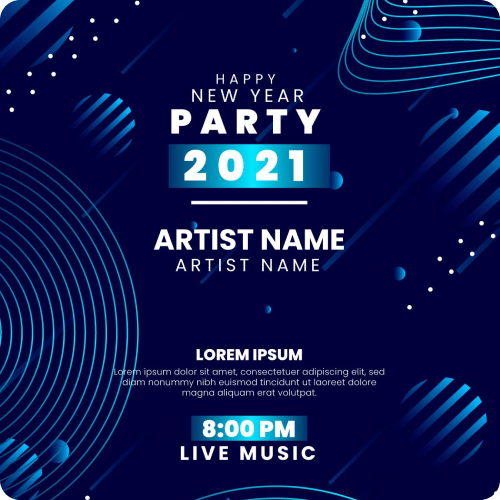 HAPPY
NEW YEAR
PARTY
2021
ARTIST NAME
ARTIST NAME
LOREM IPSUM
Lorem ipsum dolor sit amet, consectetuer adipiscing elit, sed
diam nonummy nibh euismod tincidunt ut laoreet dolore
magna aliquam erat volutpat.
8:00 PM
LIVE MUSIC